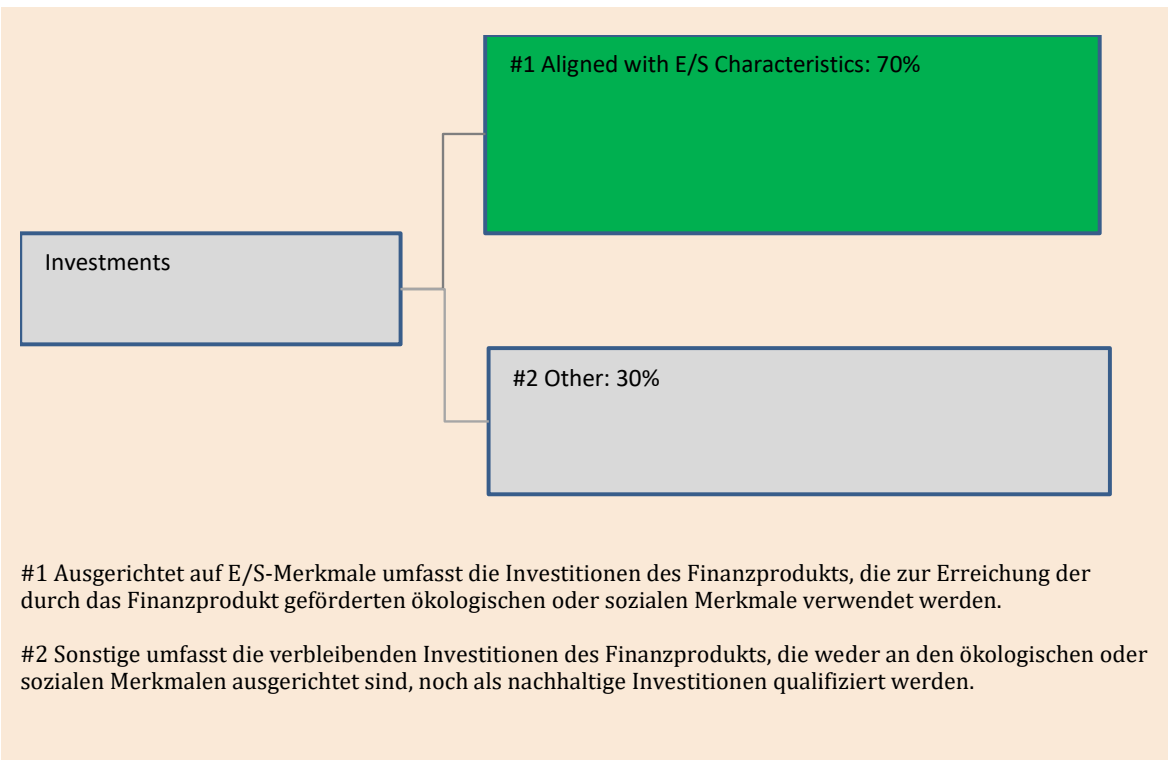 #1 Aligned with E/S Characteristics: 70%
Investments
#2 Other: 30%
#1 Ausgerichtet auf E/S-Merkmale umfasst die Investitionen des Finanzprodukts, die zur Erreichung der
durch das Finanzprodukt geförderten ökologischen oder sozialen Merkmale verwendet werden.
#2 Sonstige umfasst die verbleibenden Investitionen des Finanzprodukts, die weder an den ökologischen oder
sozialen Merkmalen ausgerichtet sind, noch als nachhaltige Investitionen qualifiziert werden.